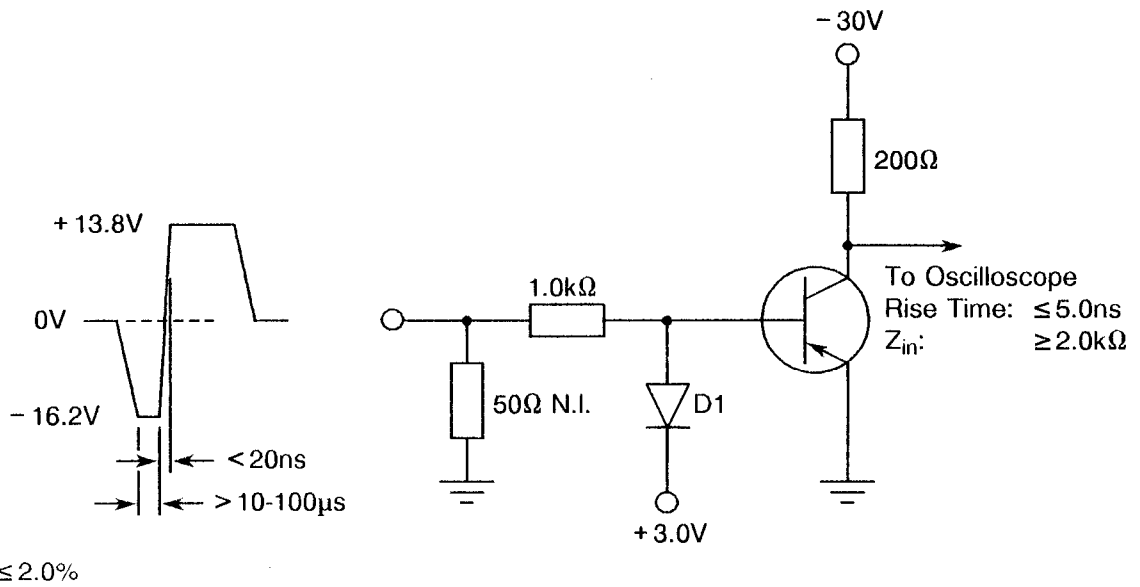 − 30V
200Ω
+ 13.8V
To Oscilloscope
1.0kΩ
Rise Time: ≤ 5.0ns
0V
Zin: ≥ 2.0kΩ
50Ω N.I.
D1
− 16.2V
< 20ns
> 10-100µs
+ 3.0V
≤ 2.0%